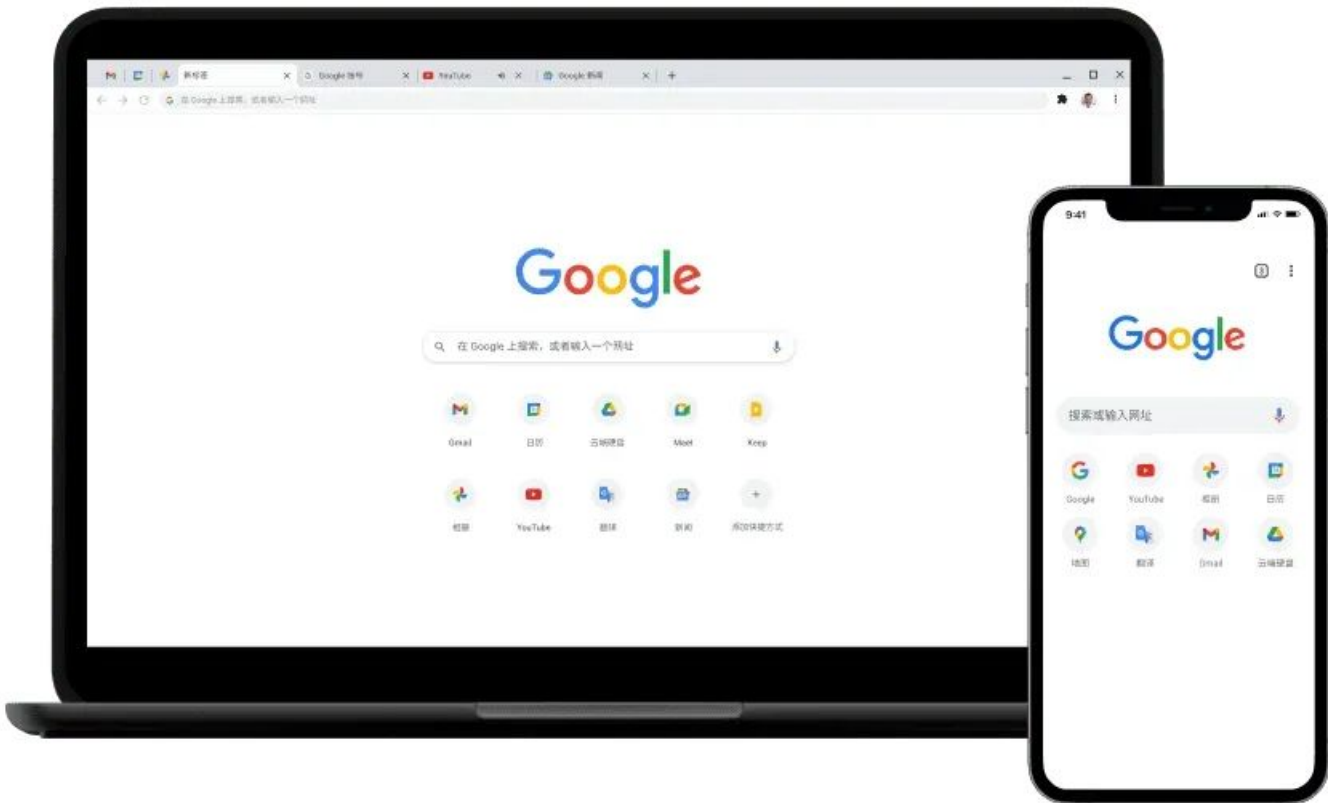 新标签
Google 账号
YouTube
Google 新闻
在 Google 上搜索，或者输入一个网址
Google
在 Google 上搜索，或者输入一个网址
Gmail 日历 云端硬盘 Meet Keep
相册 YouTube 翻译 新闻 添加快捷方式
9:41
Google
搜索或输入网址
Google YouTube 相册 日历
地图 翻译 Gmail 云端硬盘